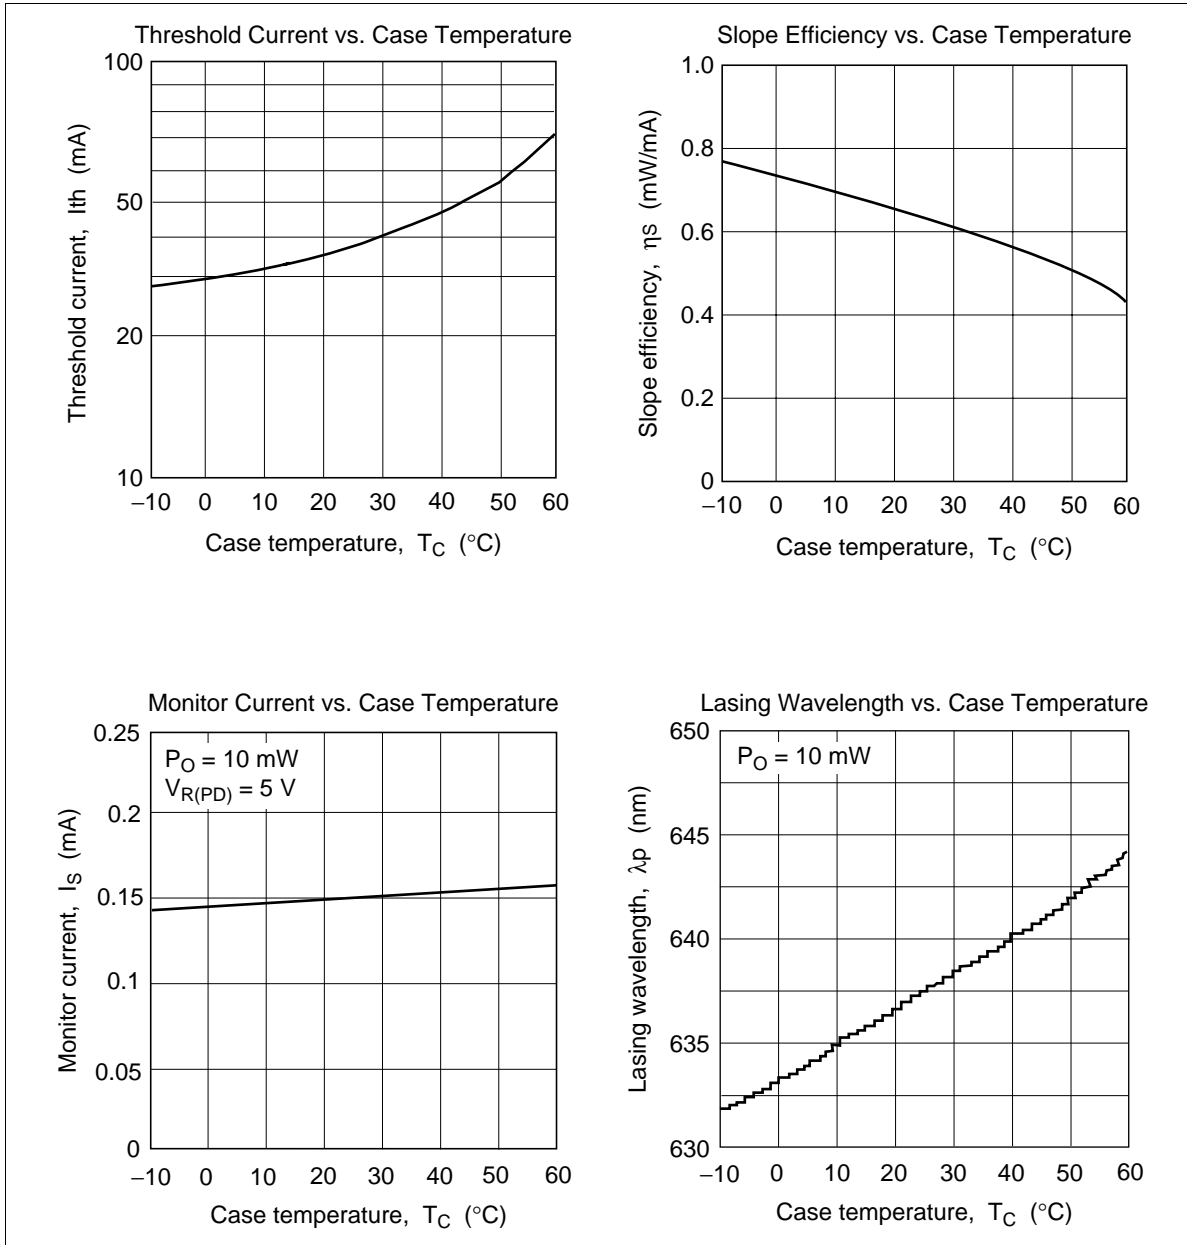 Threshold Current vs. Case Temperature
100
50
20
10
Threshold current, Ith (mA)
−10 0 10 20 30 40 50 60
Case temperature, TC (°C)
Slope Efficiency vs. Case Temperature
1.0
0.8
0.6
0.4
0.2
0
Slope efficiency, ηs (mW/mA)
−10 0 10 20 30 40 50 60
Case temperature, TC (°C)
Monitor Current vs. Case Temperature
0.25
0.2
0.15
0.1
0.05
0
Monitor current, IS (mA)
PO = 10 mW
VR(PD) = 5 V
−10 0 10 20 30 40 50 60
Case temperature, TC (°C)
Lasing Wavelength vs. Case Temperature
650
645
640
635
630
Lasing wavelength, λp (nm)
PO = 10 mW
−10 0 10 20 30 40 50 60
Case temperature, TC (°C)